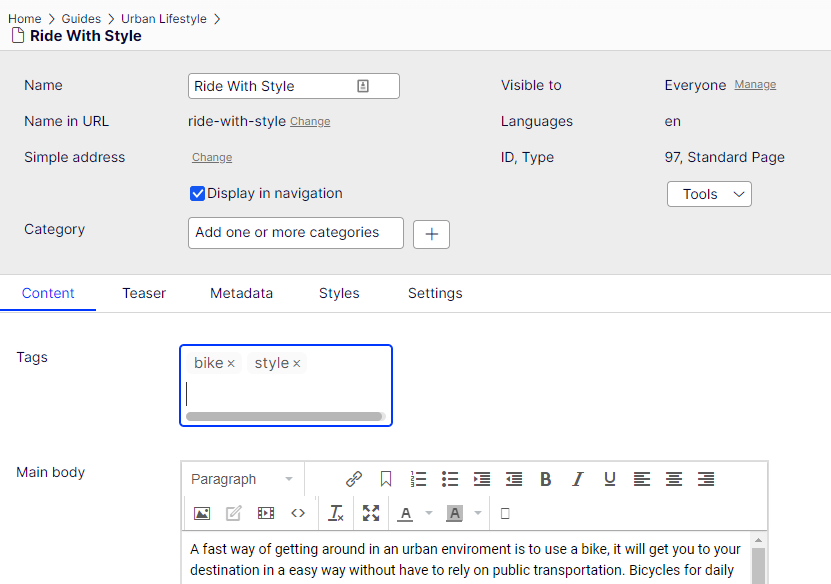 Home > Guides > Urban Lifestyle >
Ride With Style
Name Ride With Style Visible to Everyone Manage
Name in URL ride-with-style Change Languages en
Simple address Change ID, Type 97, Standard Page
Display in navigation Tools
Category Add one or more categories +
Content Teaser Metadata Styles Settings
Tags bike × style ×
Main body Paragraph B I U
A A
A fast way of getting around in an urban enviroment is to use a bike, it will get you to your
destination in a easy way without have to rely on public transportation. Bicycles for daily